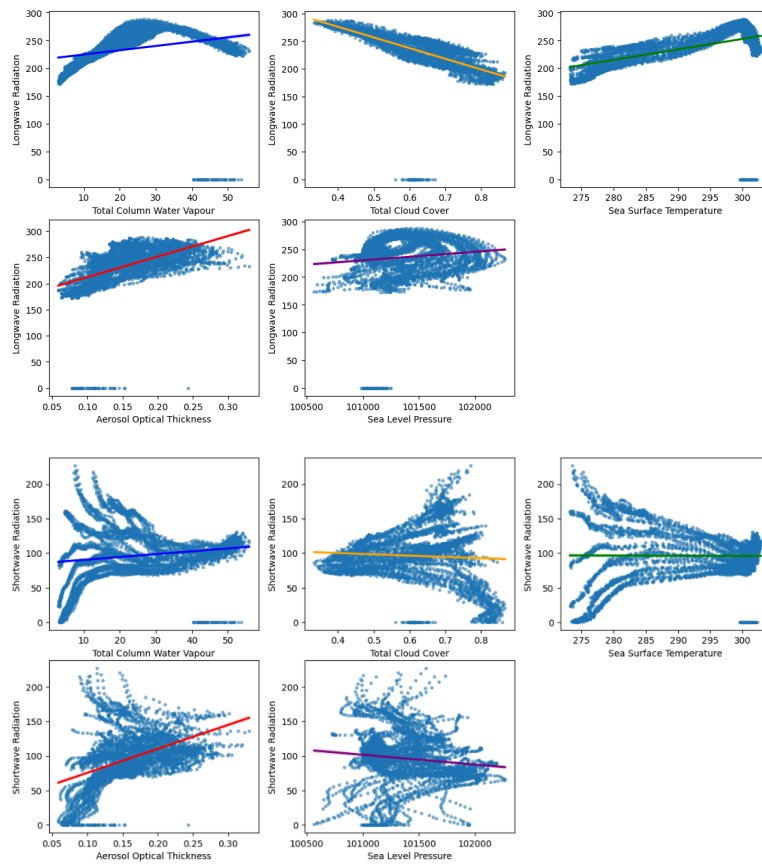 Longwave Radiation
300
250
200
150
100
50
0
10 20 30 40 50
Total Column Water Vapour
Longwave Radiation
300
250
200
150
100
50
0
0.4 0.5 0.6 0.7 0.8
Total Cloud Cover
Longwave Radiation
300
250
200
150
100
50
0
275 280 285 290 295 300
Sea Surface Temperature
Longwave Radiation
300
250
200
150
100
50
0
0.05 0.10 0.15 0.20 0.25 0.30
Aerosol Optical Thickness
Longwave Radiation
300
250
200
150
100
50
0
100500 101000 101500 102000
Sea Level Pressure
Shortwave Radiation
200
150
100
50
0
10 20 30 40 50
Total Column Water Vapour
Shortwave Radiation
200
150
100
50
0
0.4 0.5 0.6 0.7 0.8
Total Cloud Cover
Shortwave Radiation
200
150
100
50
0
275 280 285 290 295 300
Sea Surface Temperature
Shortwave Radiation
200
150
100
50
0
0.05 0.10 0.15 0.20 0.25 0.30
Aerosol Optical Thickness
Shortwave Radiation
200
150
100
50
0
100500 101000 101500 102000
Sea Level Pressure